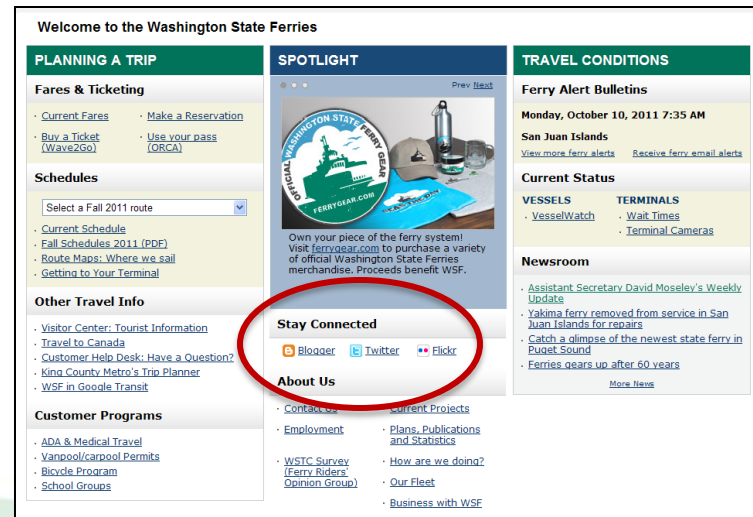 Welcome to the Washington State Ferries
PLANNING A TRIP
Fares & Ticketing
· Current Fares
· Make a Reservation
· Buy a Ticket
(Wave2Go)
· Use your pass
(ORCA)
Schedules
Select a Fall 2011 route
· Current Schedule
· Fall Schedules 2011 (PDF)
· Route Maps: Where we sail
· Getting to Your Terminal
Other Travel Info
· Visitor Center: Tourist Information
· Travel to Canada
· Customer Help Desk: Have a Question?
· King County Metro's Trip Planner
· WSF in Google Transit
Customer Programs
· ADA & Medical Travel
· Vanpool/carpool Permits
· Bicycle Program
· School Groups
SPOTLIGHT
Prev Next
OFFICIAL WASHINGTON STATE FERRY GEAR
FERRYGEAR.COM
Own your piece of the ferry system!
Visit ferrygear.com to purchase a variety
of official Washington State Ferries
merchandise. Proceeds benefit WSF.
Stay Connected
Blogger
Twitter
Flickr
About Us
· Contact Us
· Current Projects
· Employment
· Plans, Publications
and Statistics
· WSTC Survey
(Ferry Riders'
Opinion Group)
· How are we doing?
· Our Fleet
· Business with WSF
TRAVEL CONDITIONS
Ferry Alert Bulletins
Monday, October 10, 2011 7:35 AM
San Juan Islands
View more ferry alerts
Receive ferry email alerts
Current Status
VESSELS
TERMINALS
· VesselWatch
· Wait Times
· Terminal Cameras
Newsroom
· Assistant Secretary David Moseley's Weekly
Update
· Yakima ferry removed from service in San
Juan Islands for repairs
· Catch a glimpse of the newest state ferry in
Puget Sound
· Ferries gears up after 60 years
More News